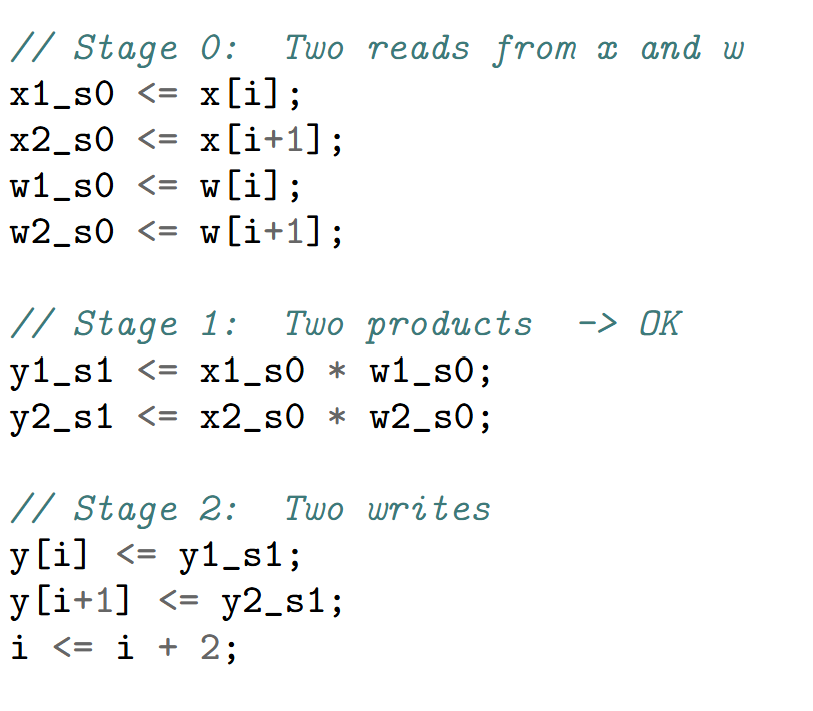 // Stage 0:  Two reads from x and w
x1_s0 <= x[i];
x2_s0 <= x[i+1];
w1_s0 <= w[i];
w2_s0 <= w[i+1];
// Stage 1:  Two products  -> OK
y1_s1 <= x1_s0 * w1_s0;
y2_s1 <= x2_s0 * w2_s0;
// Stage 2:  Two writes
y[i] <= y1_s1;
y[i+1] <= y2_s1;
i <= i + 2;